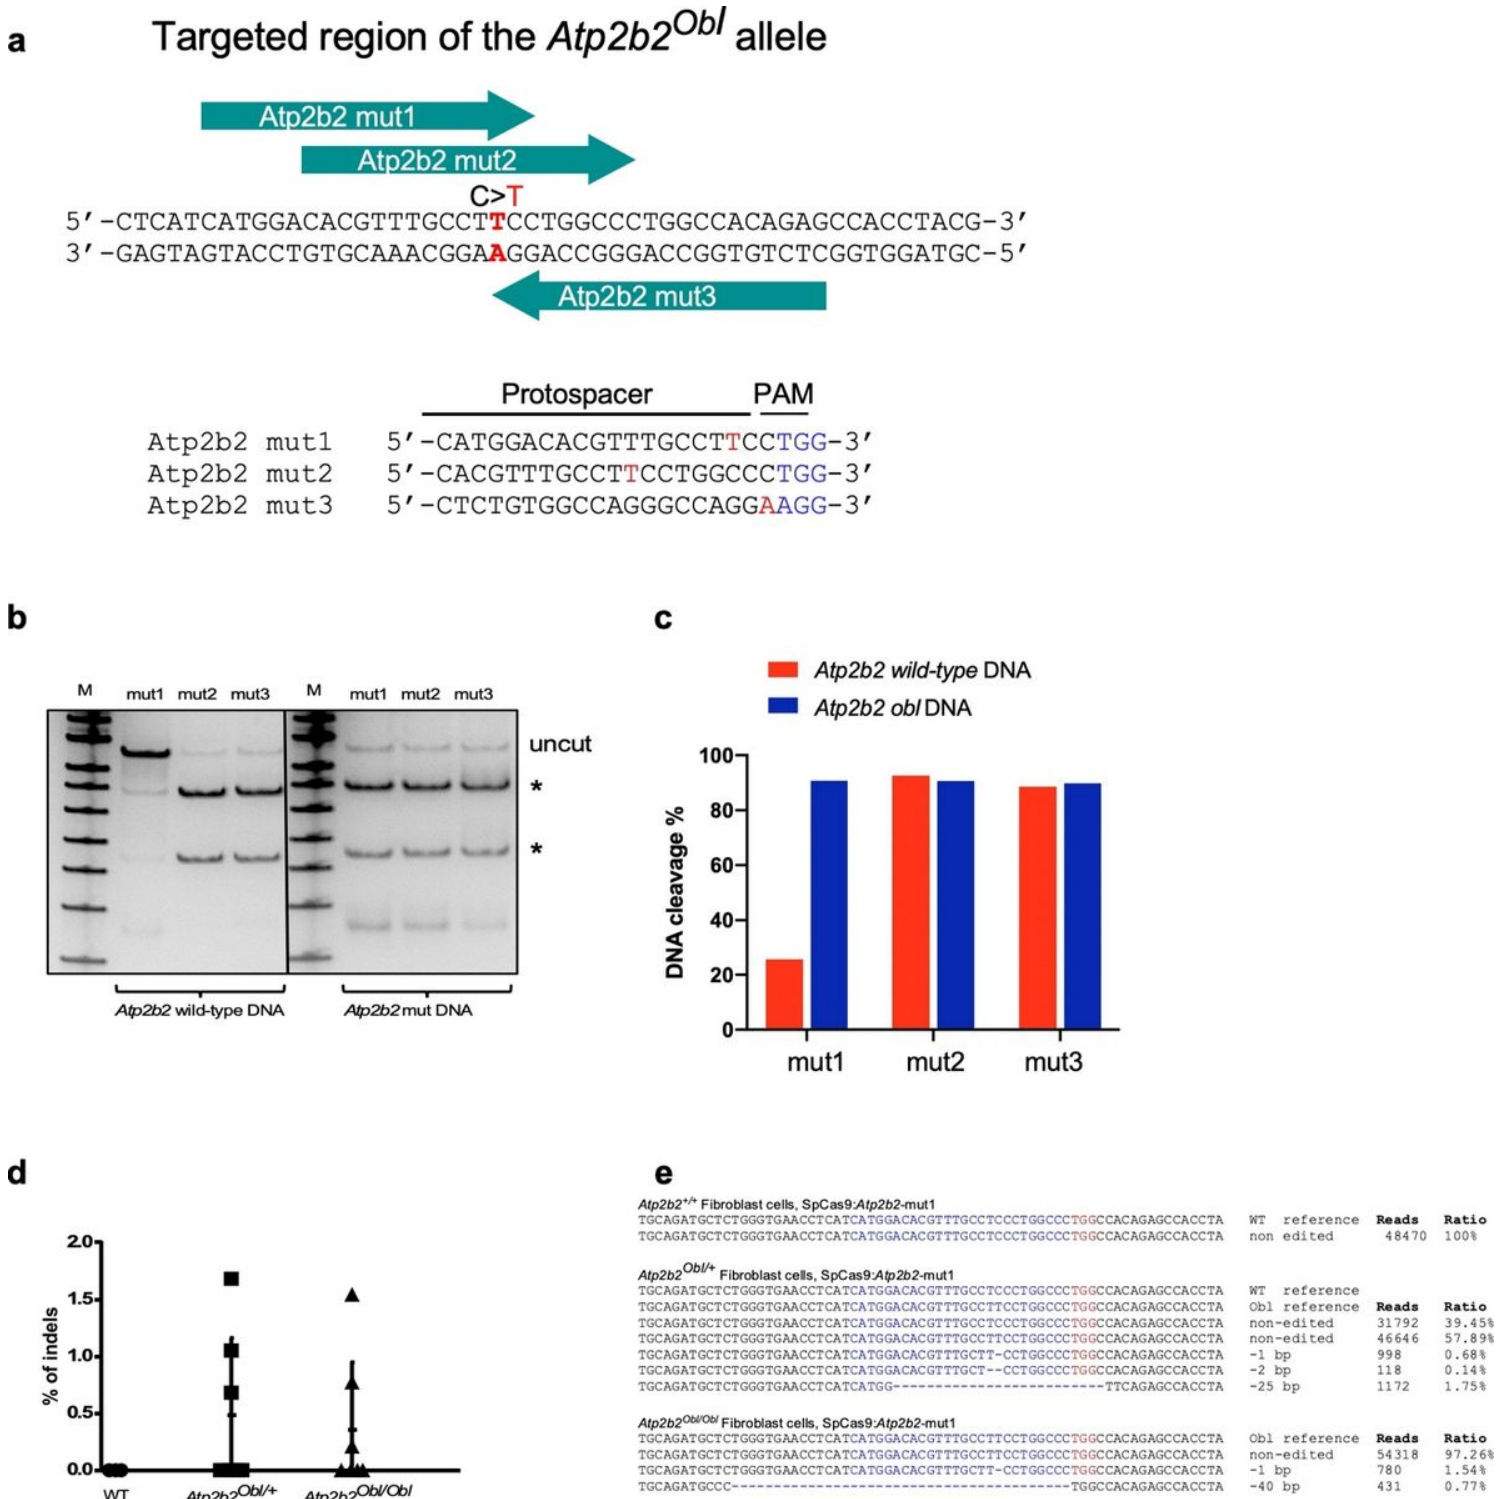 a
Targeted region of the Atp2b2Obl allele
Atp2b2 mut1
Atp2b2 mut2
C>T
5′-CTCATCATGGACACGTTTGCCTTCCTGGCCCTGGCCACAGAGCCACCTACG-3′
3′-GAGTAGTACCTGTGCAAACGGAAGGACCGGGACCGGTGTCTCGGTGGATGC-5′
Atp2b2 mut3
Protospacer PAM
Atp2b2 mut1 5′-CATGGACACGTTTGCCTTCCTGG-3′
Atp2b2 mut2 5′-CACGTTTGCCTTCCTGGCCCTGG-3′
Atp2b2 mut3 5′-CTCTGTGGCCAGGGCCAGGAAGG-3′
b
M mut1 mut2 mut3 M mut1 mut2 mut3
uncut
*
*
Atp2b2 wild-type DNA Atp2b2 mut DNA
c
Atp2b2 wild-type DNA
Atp2b2 obl DNA
DNA cleavage %
100
80
60
40
20
0
mut1 mut2 mut3
d
% of indels
2.0
1.5
1.0
0.5
0.0
WT Atp2b2Obl/+ Atp2b2Obl/Obl
e
Atp2b2+/+ Fibroblast cells, SpCas9:Atp2b2-mut1
TGCAGATGCTCTGGGTGAACCTCATCATGGACACGTTTGCCTCCCTGGCCCTGGCCACAGAGCCACCTA WT reference Reads Ratio
TGCAGATGCTCTGGGTGAACCTCATCATGGACACGTTTGCCTCCCTGGCCCTGGCCACAGAGCCACCTA non edited 48470 100%
Atp2b2Obl/+ Fibroblast cells, SpCas9:Atp2b2-mut1
TGCAGATGCTCTGGGTGAACCTCATCATGGACACGTTTGCCTCCCTGGCCCTGGCCACAGAGCCACCTA WT reference
TGCAGATGCTCTGGGTGAACCTCATCATGGACACGTTTGCCTTCCTGGCCCTGGCCACAGAGCCACCTA Obl reference Reads Ratio
TGCAGATGCTCTGGGTGAACCTCATCATGGACACGTTTGCCTCCCTGGCCCTGGCCACAGAGCCACCTA non-edited 31792 39.45%
TGCAGATGCTCTGGGTGAACCTCATCATGGACACGTTTGCCTTCCTGGCCCTGGCCACAGAGCCACCTA non-edited 46646 57.89%
TGCAGATGCTCTGGGTGAACCTCATCATGGACACGTTTGCTT-CCTGGCCCTGGCCACAGAGCCACCTA -1 bp 998 0.68%
TGCAGATGCTCTGGGTGAACCTCATCATGGACACGTTTGCT--CCTGGCCCTGGCCACAGAGCCACCTA -2 bp 118 0.14%
TGCAGATGCTCTGGGTGAACCTCATCATGG-------------------------TTCAGAGCCACCTA -25 bp 1172 1.75%
Atp2b2Obl/Obl Fibroblast cells, SpCas9:Atp2b2-mut1
TGCAGATGCTCTGGGTGAACCTCATCATGGACACGTTTGCCTTCCTGGCCCTGGCCACAGAGCCACCTA Obl reference Reads Ratio
TGCAGATGCTCTGGGTGAACCTCATCATGGACACGTTTGCCTTCCTGGCCCTGGCCACAGAGCCACCTA non-edited 54318 97.26%
TGCAGATGCTCTGGGTGAACCTCATCATGGACACGTTTGCTT-CCTGGCCCTGGCCACAGAGCCACCTA -1 bp 780 1.54%
TGCAGATGCCC----------------------------------------TGGCCACAGAGCCACCTA -40 bp 431 0.77%